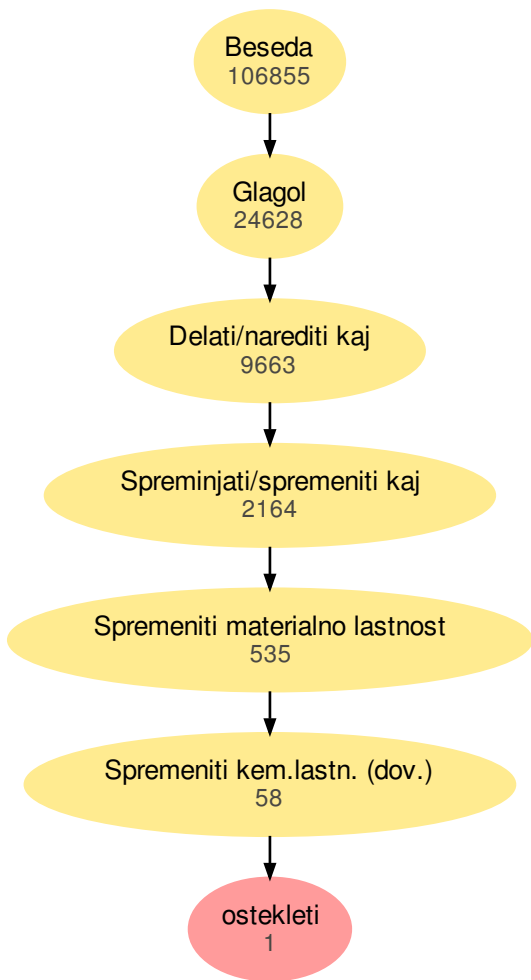 Beseda
106855
Glagol
24628
Delati/narediti kaj
9663
Spreminjati/spremeniti kaj
2164
Spremeniti materialno lastnost
535
Spremeniti kem.lastn. (dov.)
58
ostekleti
1